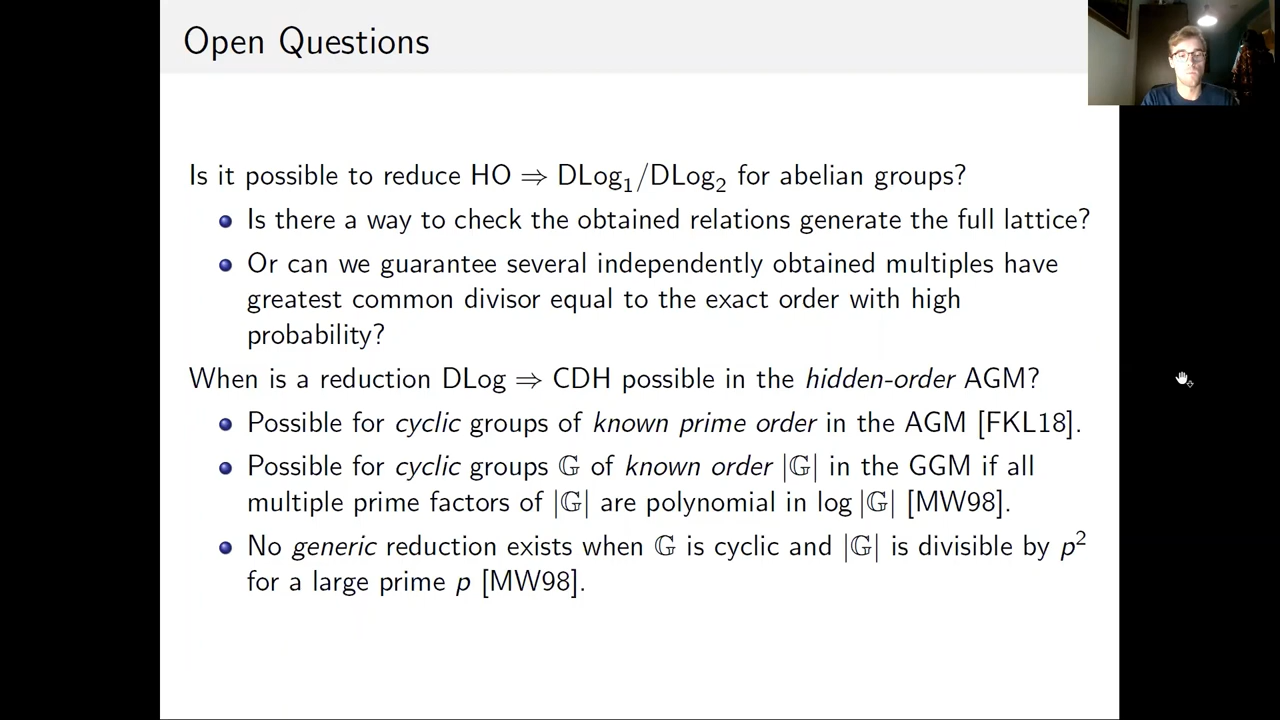 Open Questions
Is it possible to reduce HO ⇒ DLog₁/DLog₂ for abelian groups?
Is there a way to check the obtained relations generate the full lattice?
Or can we guarantee several independently obtained multiples have
greatest common divisor equal to the exact order with high
probability?
When is a reduction DLog ⇒ CDH possible in the hidden-order AGM?
Possible for cyclic groups of known prime order in the AGM [FKL18].
Possible for cyclic groups 𝔾 of known order |𝔾| in the GGM if all
multiple prime factors of |𝔾| are polynomial in log |𝔾| [MW98].
No generic reduction exists when 𝔾 is cyclic and |𝔾| is divisible by p²
for a large prime p [MW98].